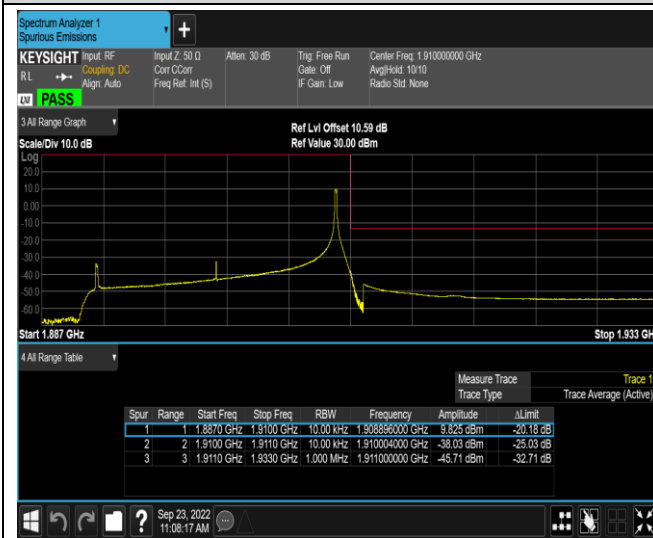 Spectrum Analyzer 1
Spurious Emissions
+
KEYSIGHT Input: RF Input Z: 50 Ω Atten: 30 dB Trig: Free Run Center Freq: 1.910000000 GHz
RL Coupling: DC Corr CCorr Gate: Off Avg|Hold: 10/10
Align: Auto Freq Ref: Int (S) IF Gain: Low Radio Std: None
LXI PASS
3 All Range Graph
Ref Lvl Offset 10.59 dB
Scale/Div 10.0 dB Ref Value 30.00 dBm
Log
20.0
10.0
0.00
-10.0
-20.0
-30.0
-40.0
-50.0
-60.0
Start 1.887 GHz Stop 1.933 GH
4 All Range Table
Measure Trace Trace 1
Trace Type Trace Average (Active)
Spur Range Start Freq Stop Freq RBW Frequency Amplitude ΔLimit
1 1 1.8870 GHz 1.9100 GHz 10.00 kHz 1.908896000 GHz 9.825 dBm -20.18 dB
2 2 1.9100 GHz 1.9110 GHz 10.00 kHz 1.910004000 GHz -38.03 dBm -25.03 dB
3 3 1.9110 GHz 1.9330 GHz 1.000 MHz 1.911000000 GHz -45.71 dBm -32.71 dB
? Sep 23, 2022
11:08:17 AM